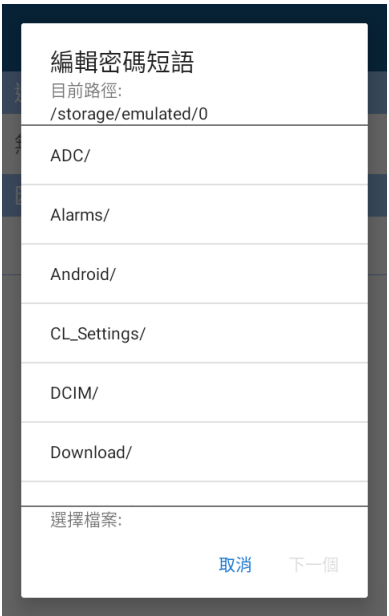 編輯密碼短語
目前路徑:
/storage/emulated/0
ADC/
Alarms/
Android/
CL_Settings/
DCIM/
Download/
選擇檔案:
取消 下一個